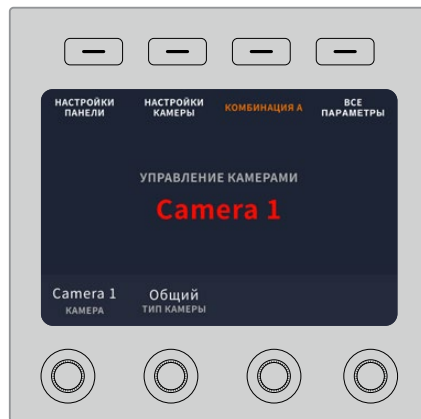 НАСТРОЙКИ ПАНЕЛИ
НАСТРОЙКИ КАМЕРЫ
КОМБИНАЦИЯ A
ВСЕ ПАРАМЕТРЫ
УПРАВЛЕНИЕ КАМЕРАМИ
Camera 1
Camera 1
КАМЕРА
Общий
ТИП КАМЕРЫ